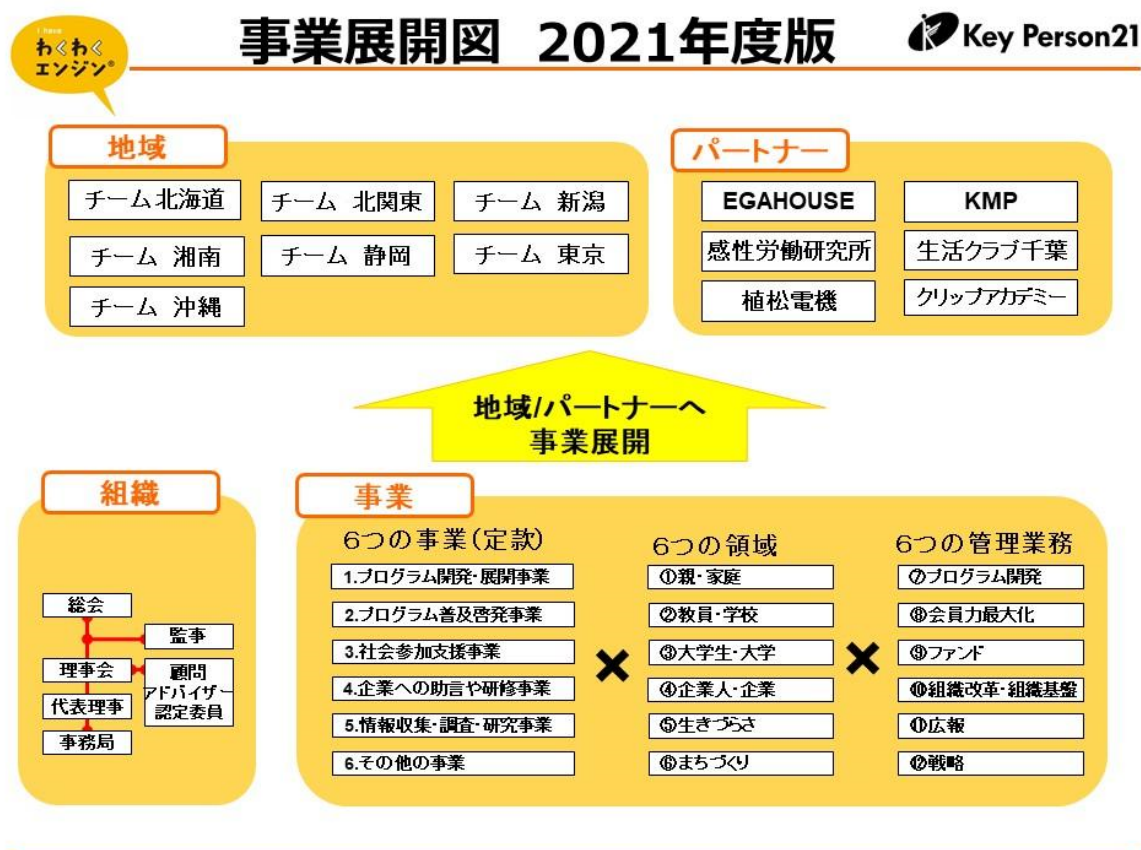 I have
わくわく
エンジン®
事業展開図 2021年度版
Key Person21
地域
チーム北海道
チーム 北関東
チーム 新潟
チーム 湘南
チーム 静岡
チーム 東京
チーム 沖縄
パートナー
EGAHOUSE
KMP
感性労働研究所
生活クラブ千葉
植松電機
クリップアカデミー
地域/パートナーへ
事業展開
組織
総会
監事
理事会
顧問
アドバイザー
認定委員
代表理事
事務局
事業
6つの事業(定款)
1.プログラム開発・展開事業
2.プログラム普及啓発事業
3.社会参加支援事業
4.企業への助言や研修事業
5.情報収集・調査・研究事業
6.その他の事業
×
6つの領域
①親・家庭
②教員・学校
③大学生・大学
④企業人・企業
⑤生きづらさ
⑥まちづくり
×
6つの管理業務
⑦プログラム開発
⑧会員力最大化
⑨ファンド
⑩組織改革・組織基盤
⑪広報
⑫戦略